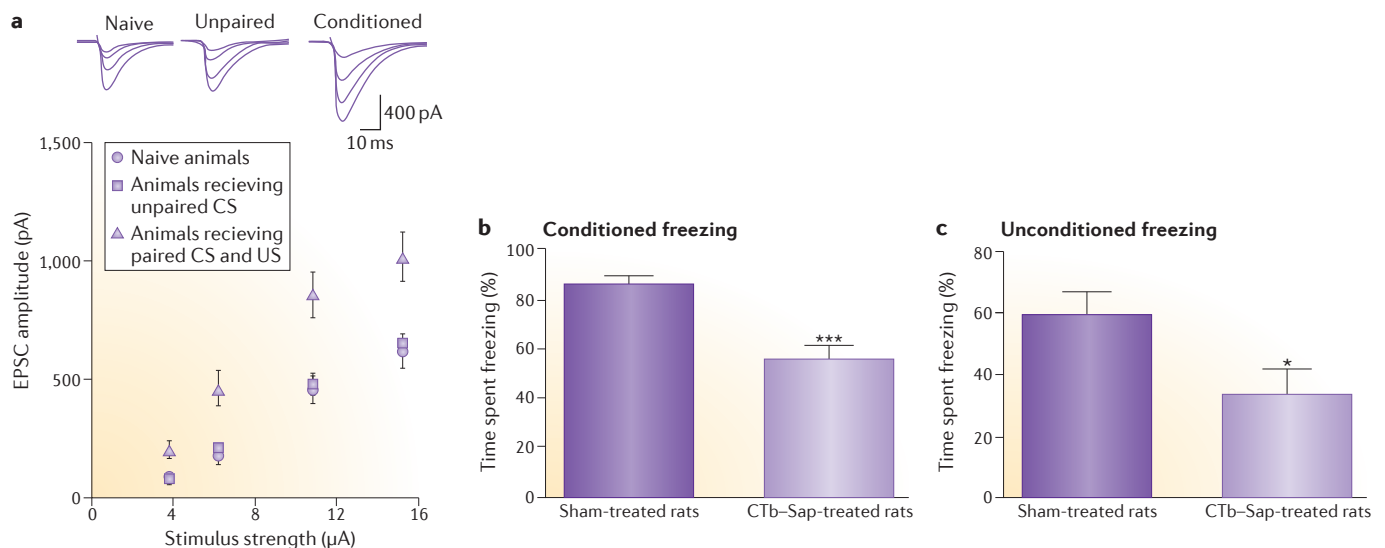 a
Naive
Unpaired
Conditioned
400 pA
10 ms
EPSC amplitude (pA)
1,500
1,000
500
0
Naive animals
Animals recieving
unpaired CS
Animals recieving
paired CS and US
0
4
8
12
16
Stimulus strength (µA)
b
Conditioned freezing
Time spent freezing (%)
100
80
60
40
20
0
***
Sham-treated rats
CTb–Sap-treated rats
c
Unconditioned freezing
Time spent freezing (%)
80
60
40
20
0
*
Sham-treated rats
CTb–Sap-treated rats